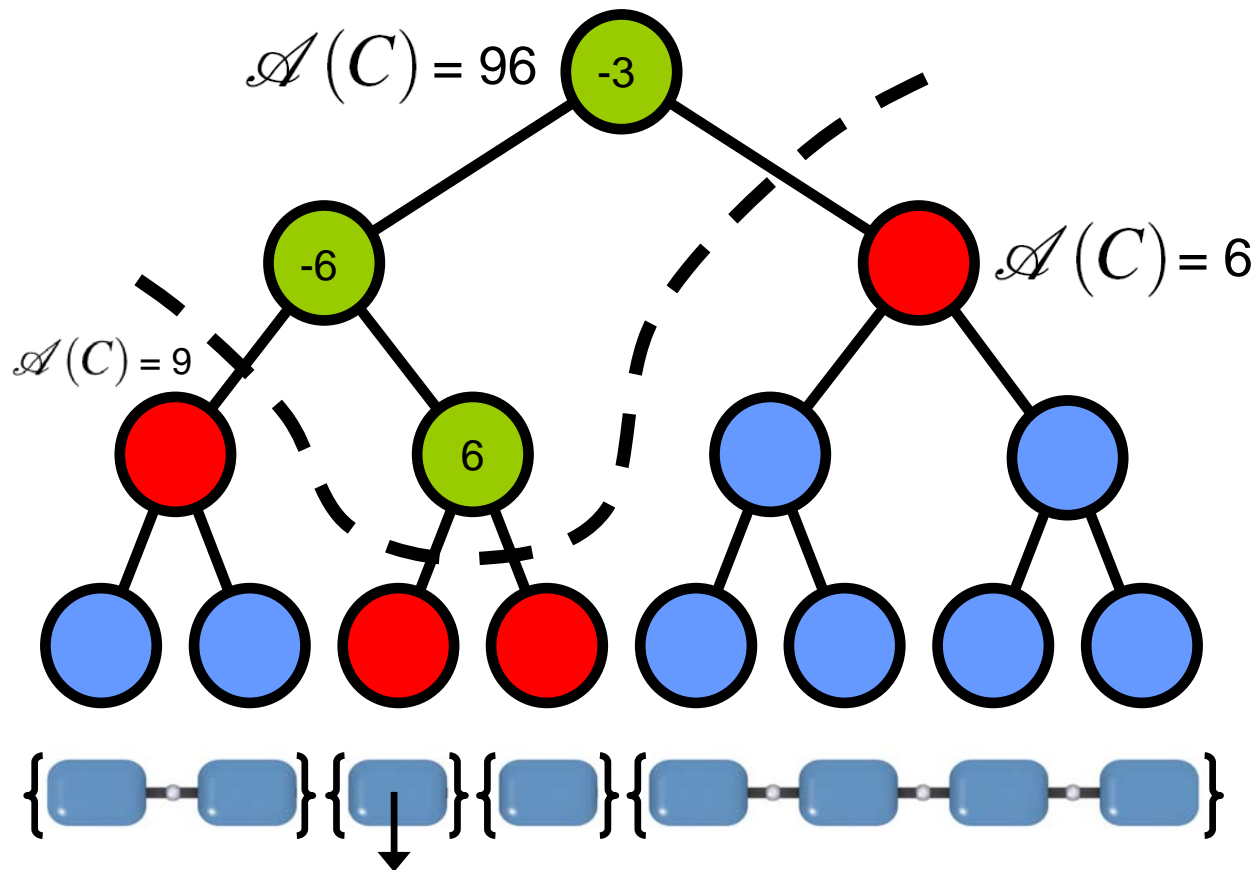 𝒜(C) = 96
-3
-6
𝒜(C) = 6
𝒜(C) = 9
6